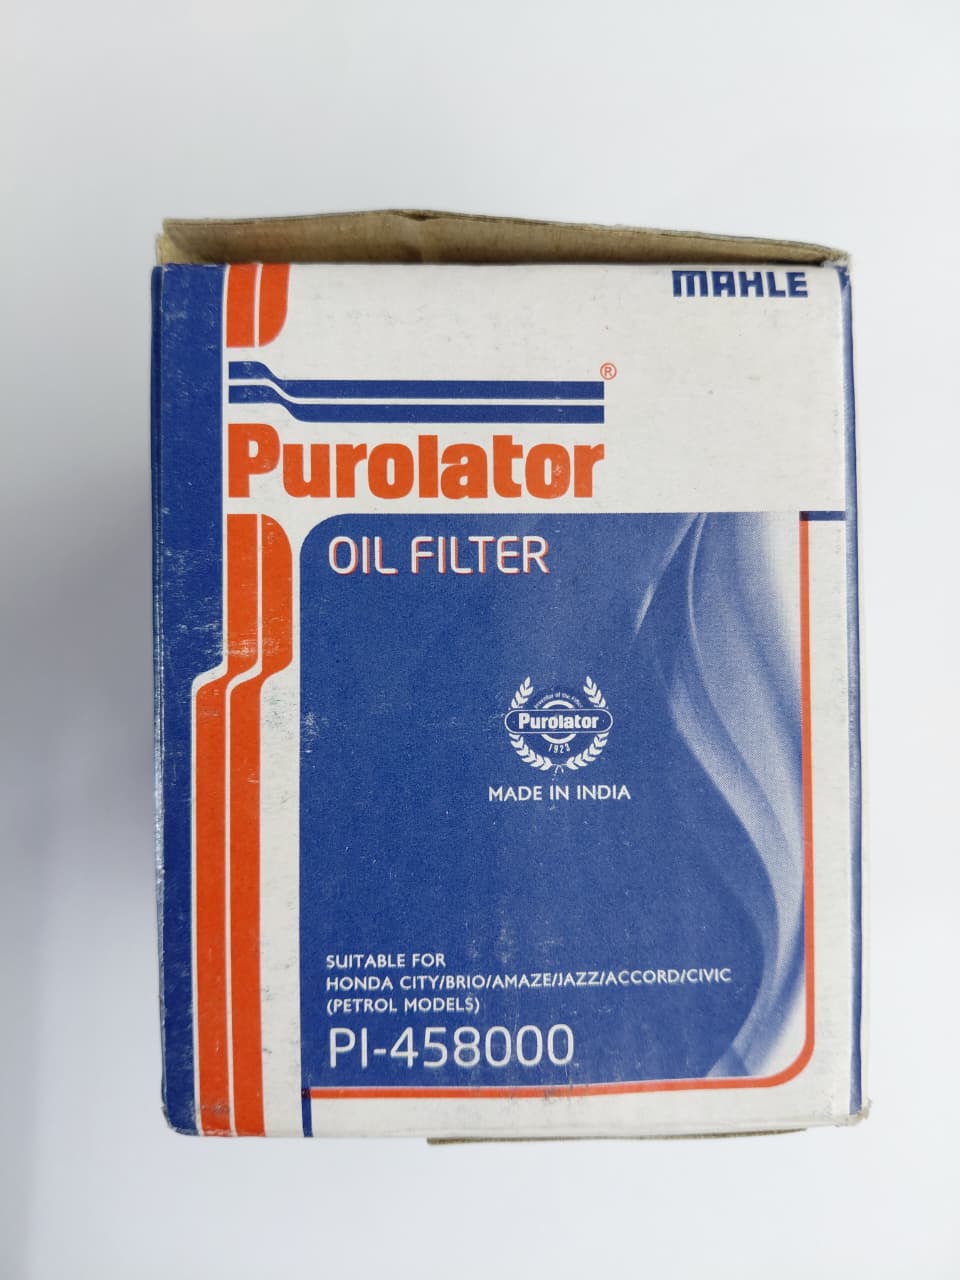 MAHLE
®
Purolator
OIL FILTER
Purolator
1923
MADE IN INDIA
SUITABLE FOR
HONDA CITY/BRIO/AMAZE/JAZZ/ACCORD/CIVIC
(PETROL MODELS)
PI-458000